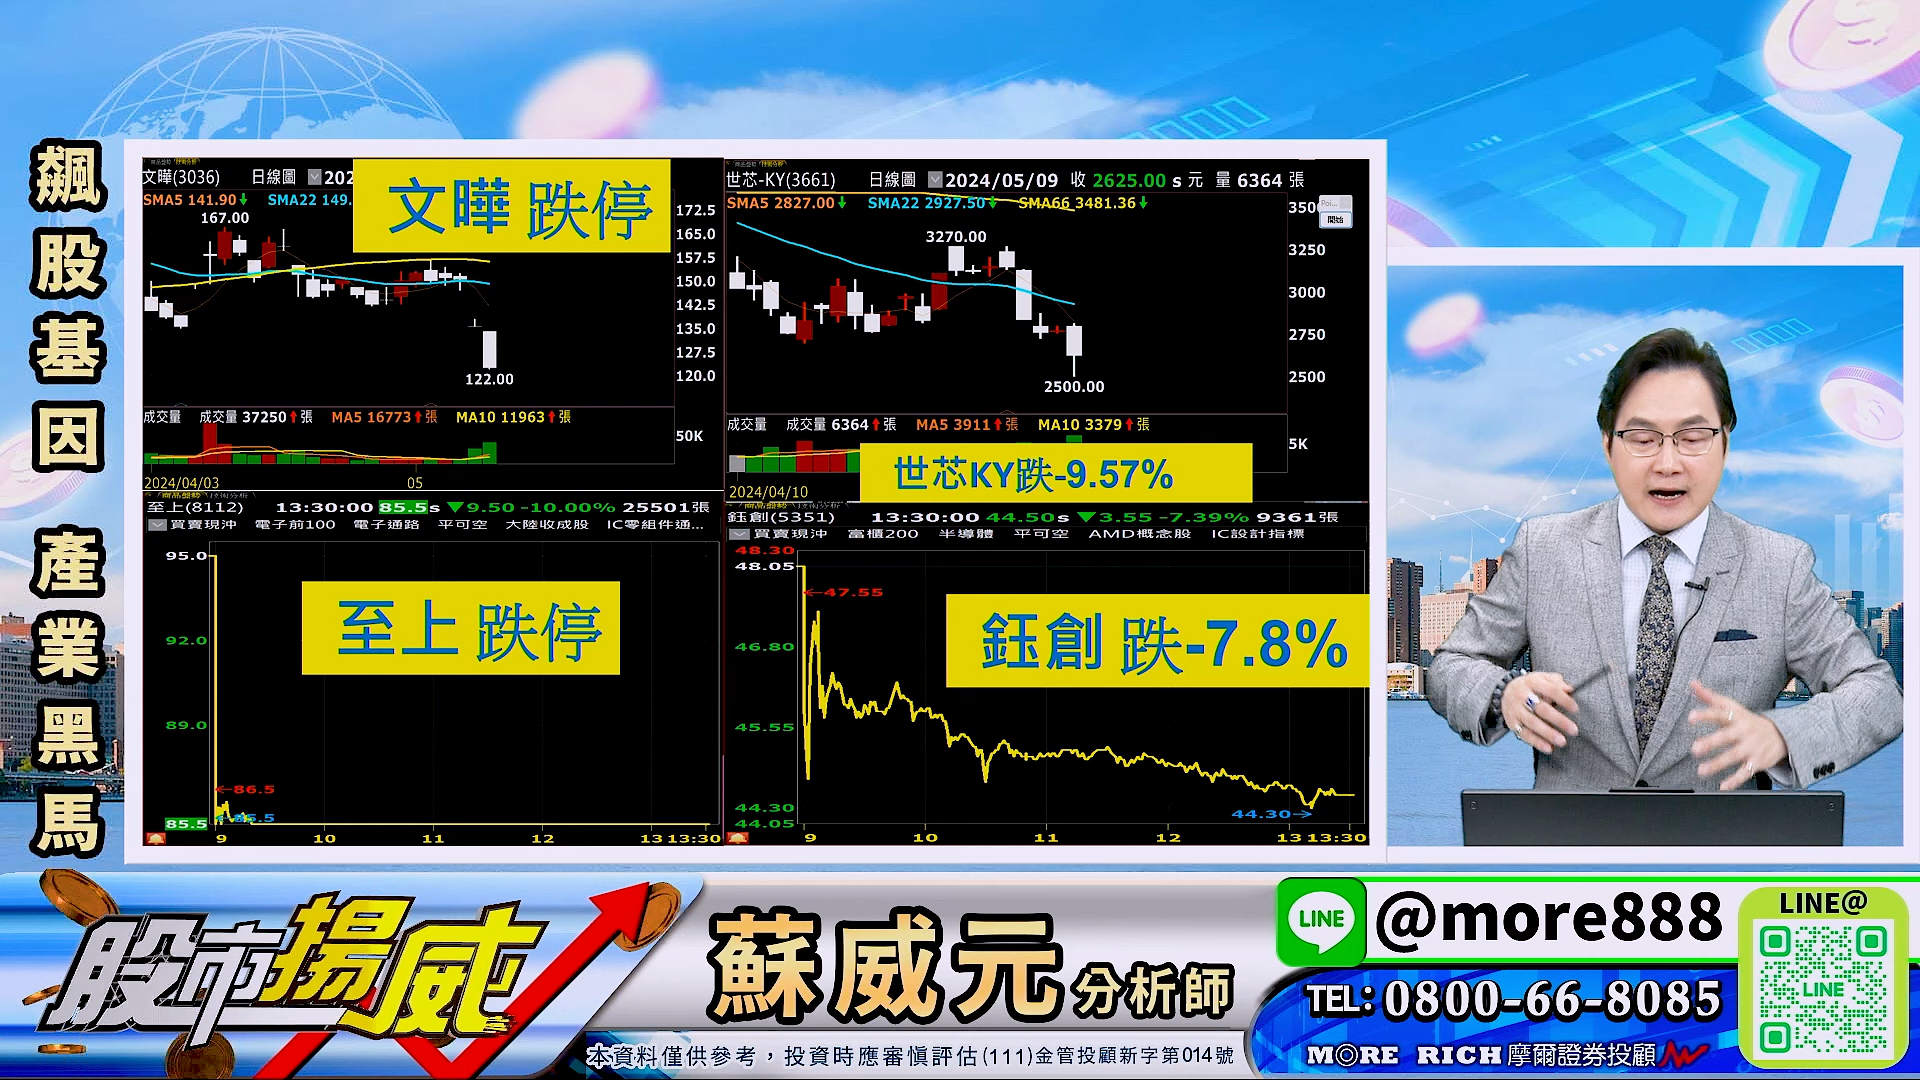 飆股基因 產業黑馬
文曄(3036) 日線圖 202
SMA5 141.90↓ SMA22 149.
文曄 跌停
167.00
122.00
172.5
165.0
157.5
150.0
142.5
135.0
127.5
120.0
成交量 成交量 37250↑張 MA5 16773↑張 MA10 11963↑張
50K
2024/04/03 05
世芯-KY(3661) 日線圖 2024/05/09 收 2625.00 s 元 量 6364 張
SMA5 2827.00↓ SMA22 2927.50↓ SMA66 3481.36↓
開始
3270.00
2500.00
350
3250
3000
2750
2500
成交量 成交量 6364↑張 MA5 3911↑張 MA10 3379↑張
5K
世芯KY跌-9.57%
2024/04/10
至上(8112) 13:30:00 85.5s ▼9.50 -10.00% 25501張
買賣現沖 電子前100 電子通路 平可空 大陸收成股 IC零組件通...
95.0
92.0
89.0
85.5
至上 跌停
←86.5
9 10 11 12 13 13:30
鈺創(5351) 13:30:00 44.50s ▼3.55 -7.39% 9361張
買賣現沖 富櫃200 半導體 平可空 AMD概念股 IC設計指標
48.30
48.05
46.80
45.55
44.30
44.05
←47.55
鈺創 跌-7.8%
44.30→
9 10 11 12 13 13:30
股市揚威
蘇威元 分析師
本資料僅供參考，投資時應審慎評估(111)金管投顧新字第014號
LINE @more888
TEL:0800-66-8085
MORE RICH 摩爾證券投顧
LINE@
LINE